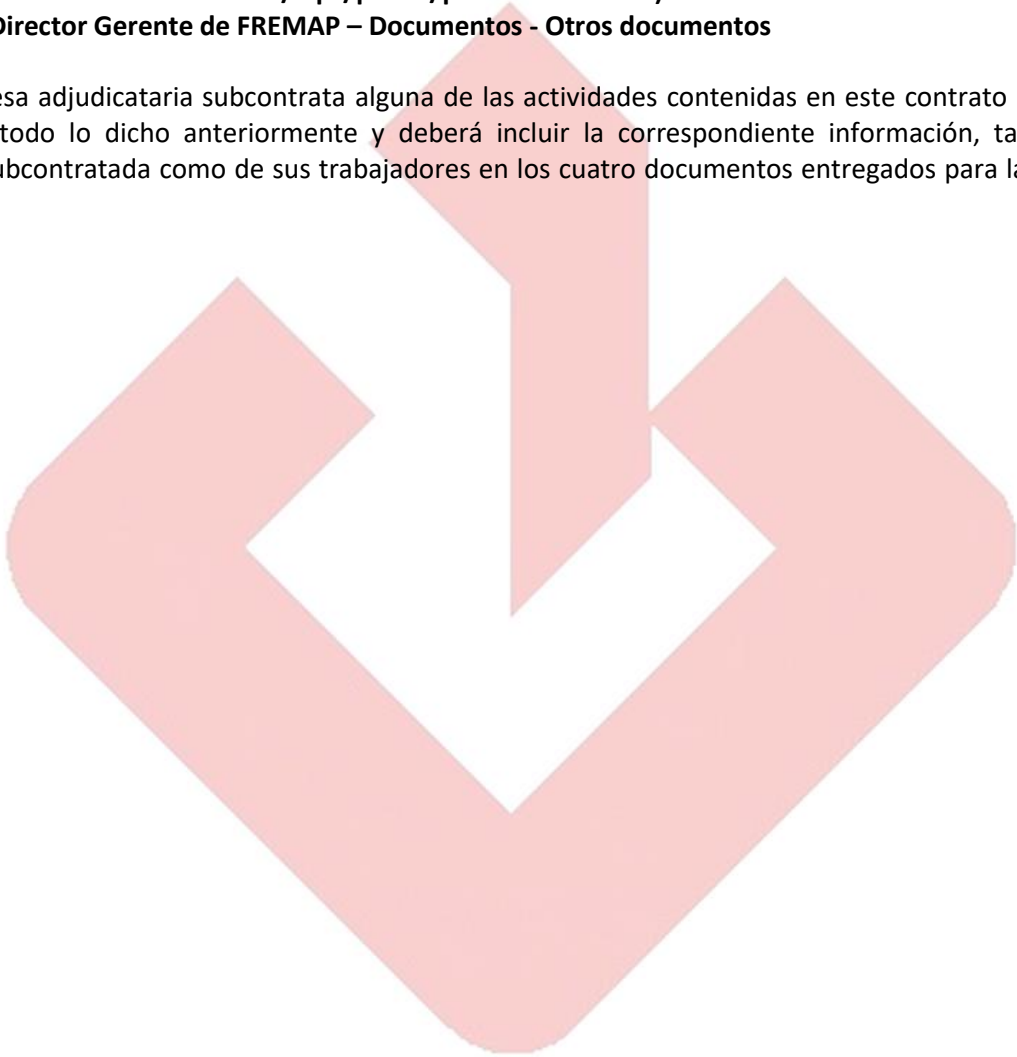 Director Gerente de FREMAP – Documentos - Otros documentos
esa adjudicataria subcontrata alguna de las actividades contenidas en este contrato
todo lo dicho anteriormente y deberá incluir la correspondiente información, ta
ubcontratada como de sus trabajadores en los cuatro documentos entregados para la